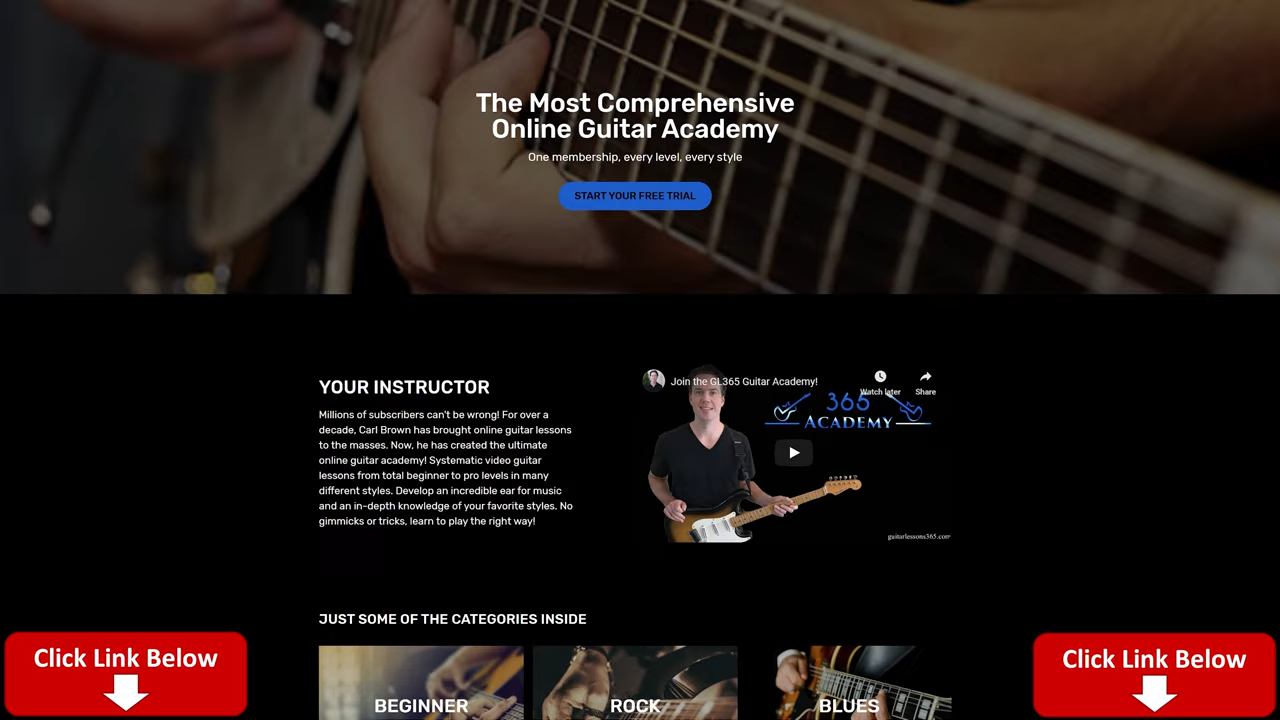 The Most Comprehensive
Online Guitar Academy
One membership, every level, every style
START YOUR FREE TRIAL
YOUR INSTRUCTOR
Millions of subscribers can't be wrong! For over a
decade, Carl Brown has brought online guitar lessons
to the masses. Now, he has created the ultimate
online guitar academy! Systematic video guitar
lessons from total beginner to pro levels in many
different styles. Develop an incredible ear for music
and an in-depth knowledge of your favorite styles. No
gimmicks or tricks, learn to play the right way!
Join the GL365 Guitar Academy!
Watch later
Share
365
ACADEMY
guitarlessons365.com
JUST SOME OF THE CATEGORIES INSIDE
BEGINNER
ROCK
BLUES
Click Link Below
Click Link Below